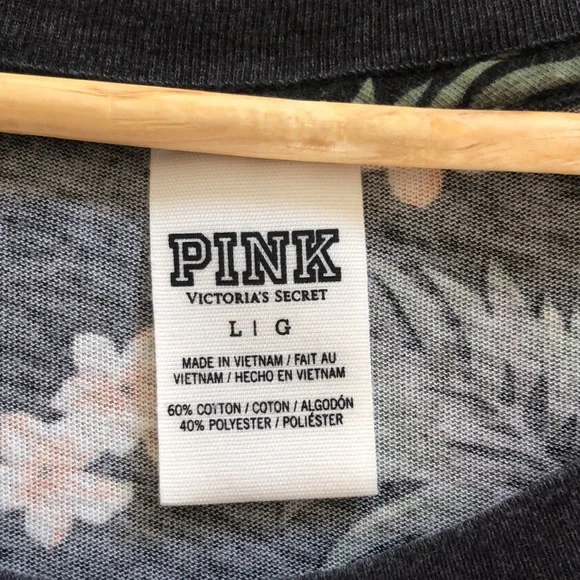 PINK
VICTORIA'S SECRET
L | G
MADE IN VIETNAM / FAIT AU
VIETNAM / HECHO EN VIETNAM
60% COTTON / COTON / ALGODÓN
40% POLYESTER / POLIÉSTER